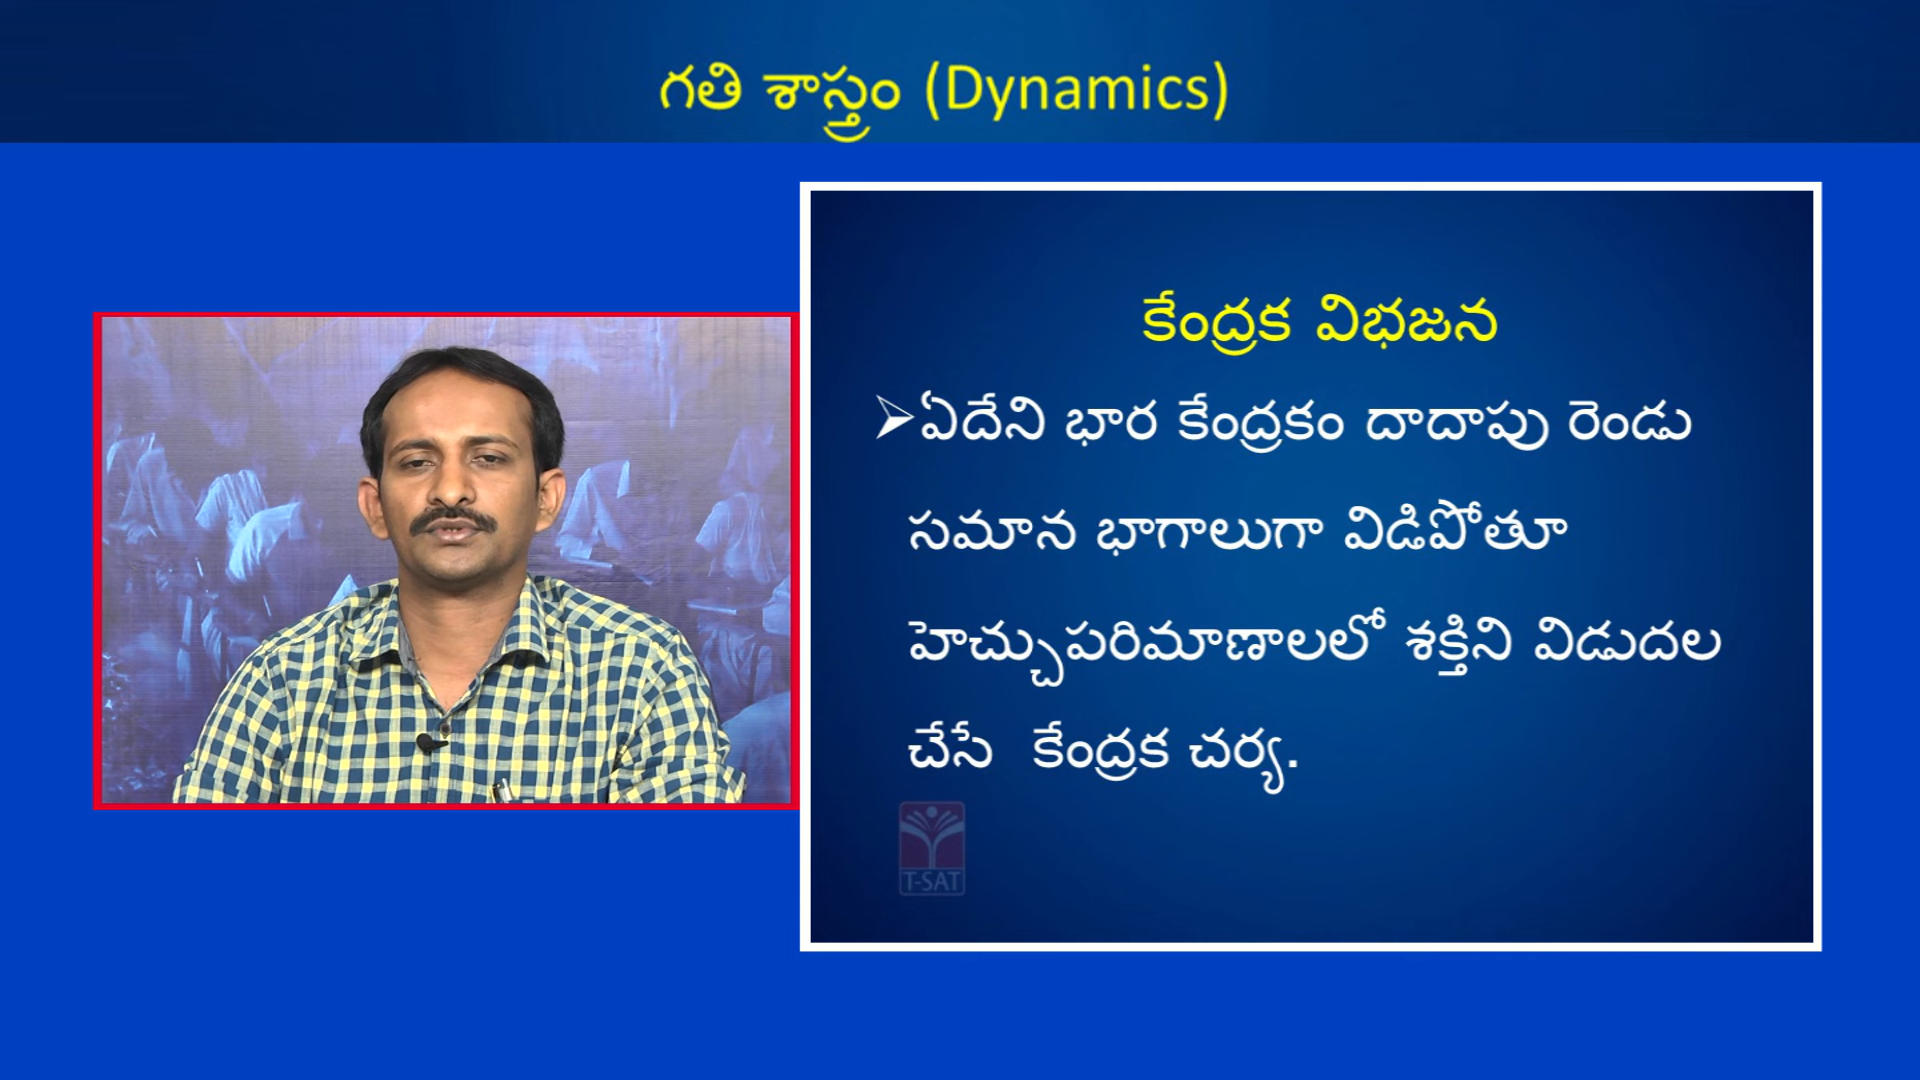 గతి శాస్త్రం (Dynamics)
కేంద్రక విభజన
➢ఏదేని భార కేంద్రకం దాదాపు రెండు
సమాన భాగాలుగా విడిపోతూ
హెచ్చుపరిమాణాలలో శక్తిని విడుదల
చేసే కేంద్రక చర్య.
T-SAT